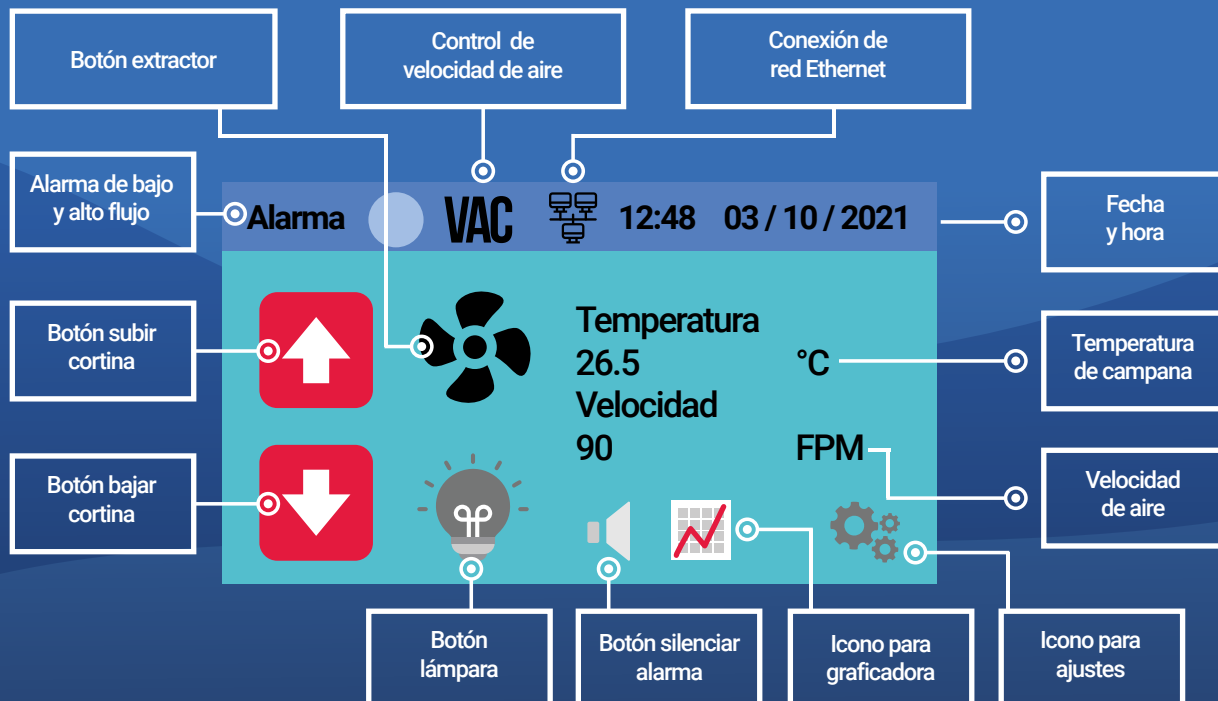 Botón extractor
Control de
velocidad de aire
Conexión de
red Ethernet
Alarma de bajo
y alto flujo
Alarma
VAC
12:48
03 / 10 / 2021
Fecha
y hora
Botón subir
cortina
Temperatura
26.5
°C
Velocidad
90
FPM
Temperatura
de campana
Botón bajar
cortina
Velocidad
de aire
Botón
lámpara
Botón silenciar
alarma
Icono para
graficadora
Icono para
ajustes